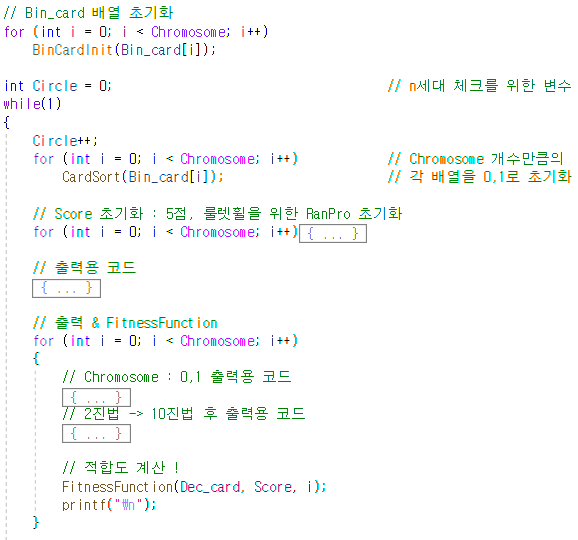 // Bin_card 배열 초기화
for (int i = 0; i < Chromosome; i++)
BinCardInit(Bin_card[i]);
int Circle = 0; // n세대 체크를 위한 변수
while(1)
{
Circle++;
for (int i = 0; i < Chromosome; i++) // Chromosome 개수만큼의
CardSort(Bin_card[i]); // 각 배열을 0,1로 초기화
// Score 초기화 : 5점, 룰렛휠을 위한 RanPro 초기화
for (int i = 0; i < Chromosome; i++){ ... }
// 출력용 코드
{ ... }
// 출력 & FitnessFunction
for (int i = 0; i < Chromosome; i++)
{
// Chromosome : 0,1 출력용 코드
{ ... }
// 2진법 -> 10진법 후 출력용 코드
{ ... }
// 적합도 계산 !
FitnessFunction(Dec_card, Score, i);
printf("₩n");
}